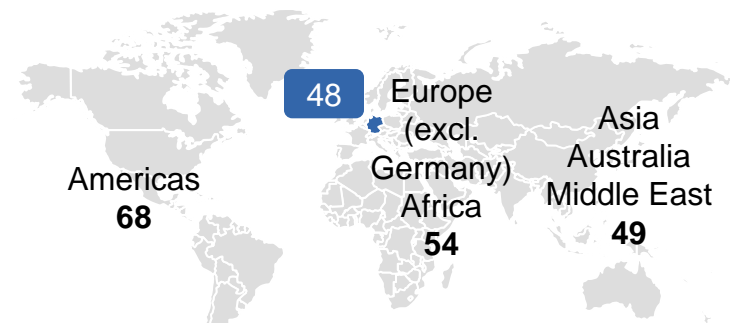 48
Europe
(excl.
Germany)
Africa
54
Americas
68
Asia
Australia
Middle East
49